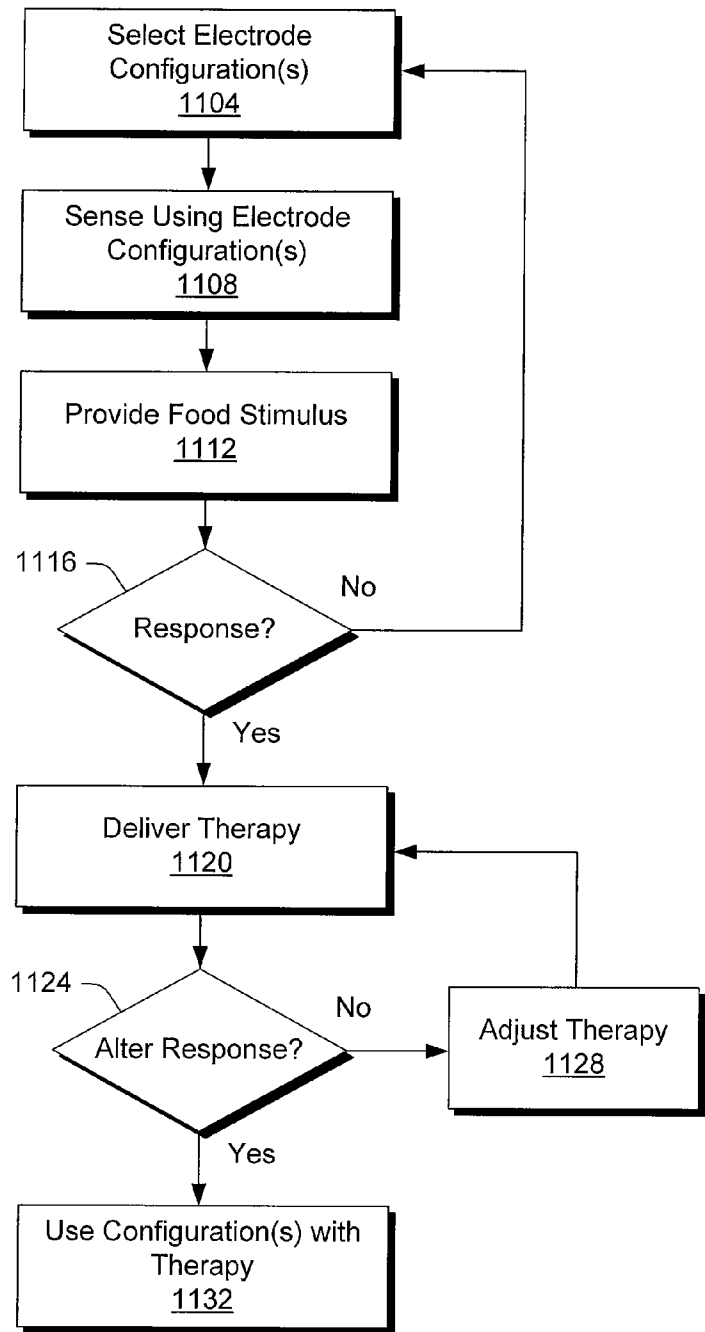 Select Electrode
Configuration(s)
1104
Sense Using Electrode
Configuration(s)
1108
Provide Food Stimulus
1112
1116
No
Response?
Yes
Deliver Therapy
1120
1124
No
Alter Response?
Adjust Therapy
1128
Yes
Use Configuration(s) with
Therapy
1132